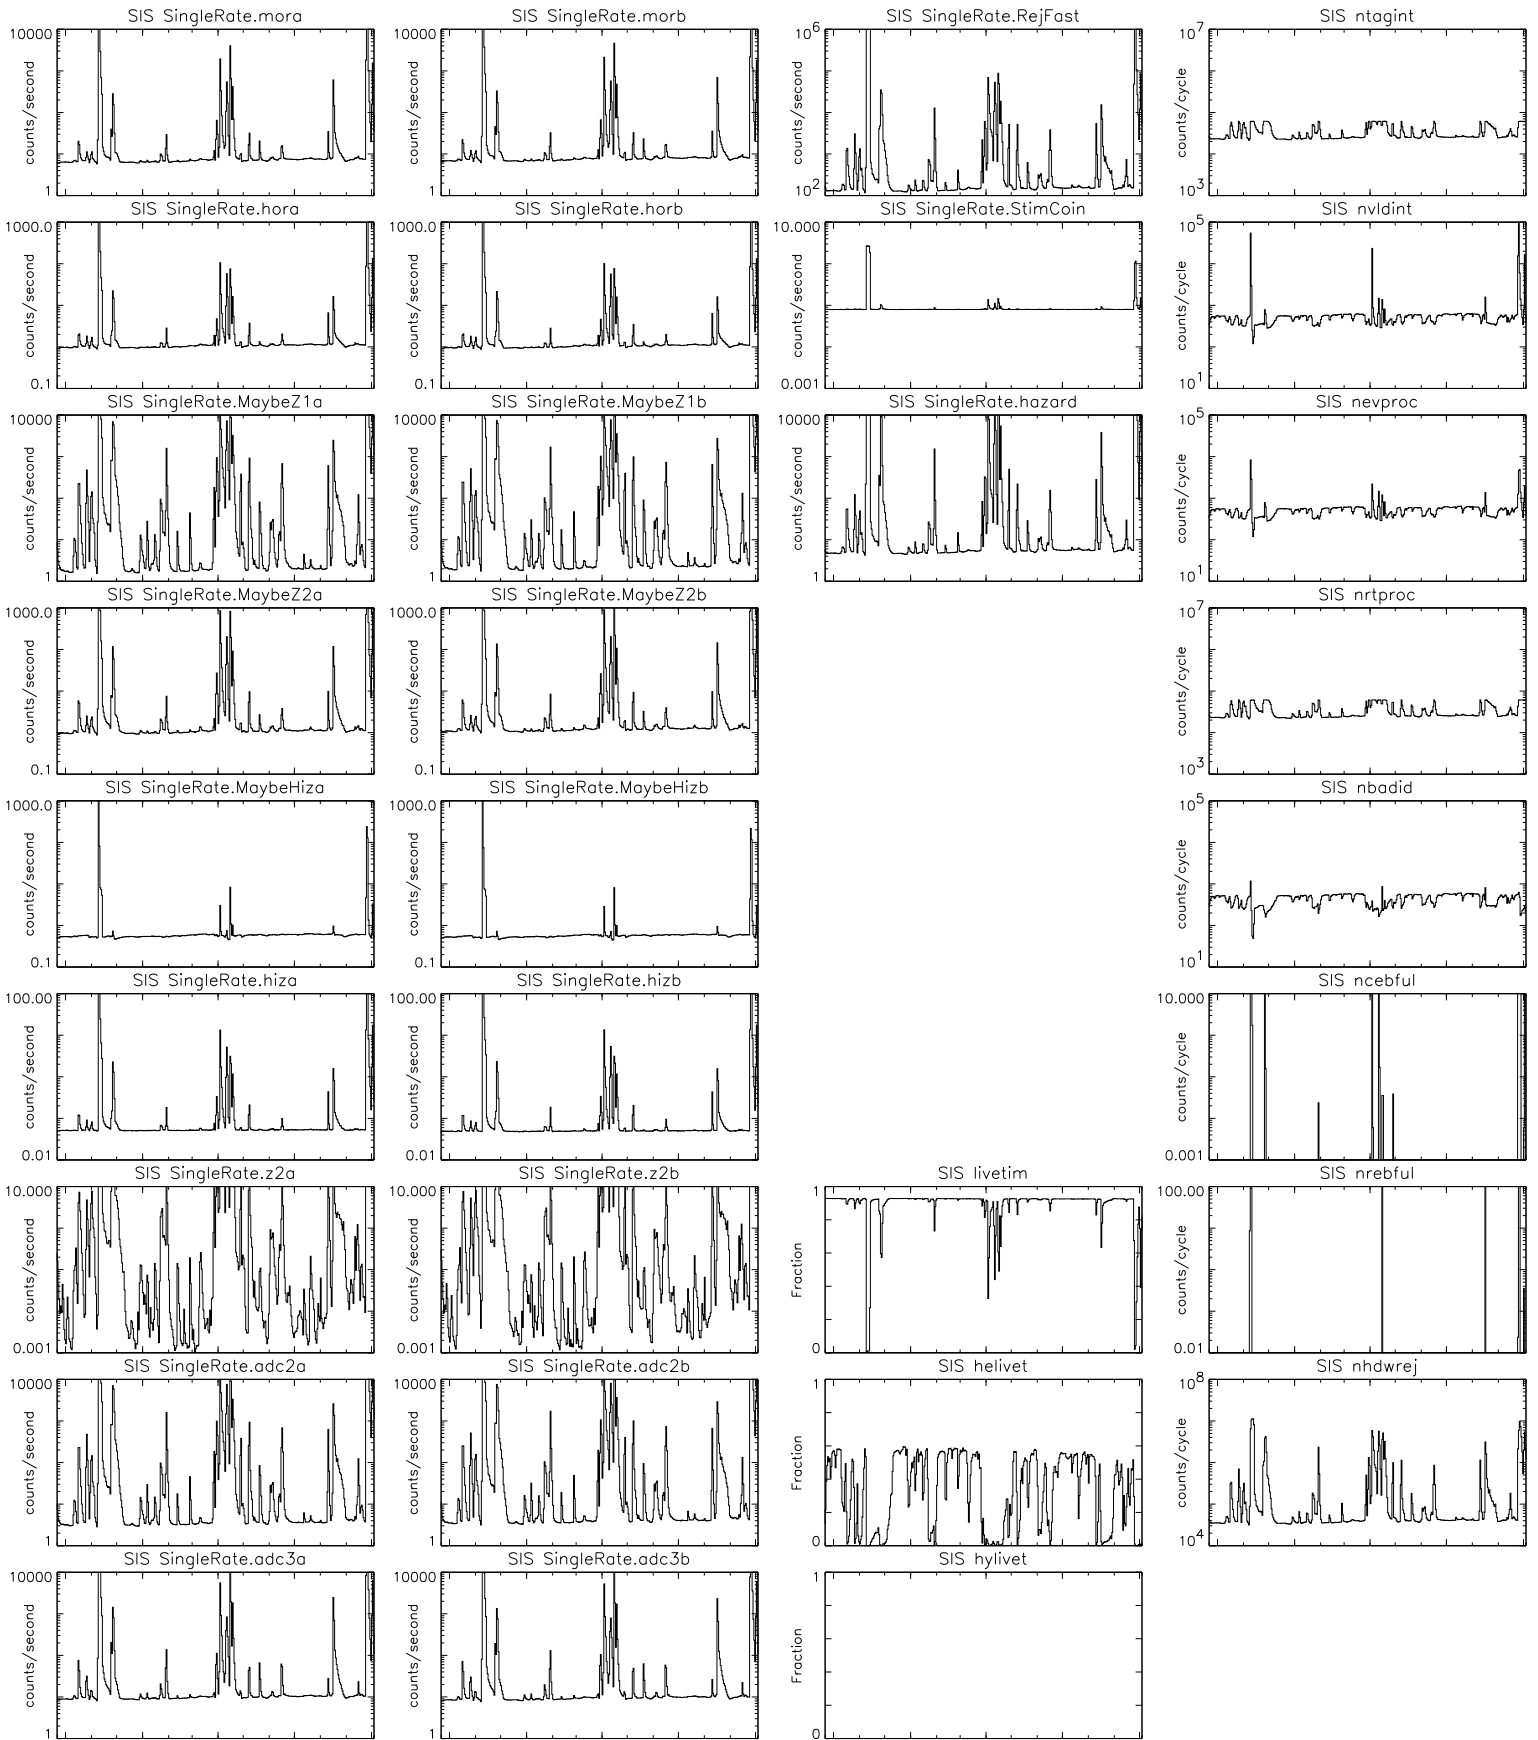 SIS SingleRate.mora
10000
counts/second
1
SIS SingleRate.morb
10000
counts/second
1
SIS SingleRate.RejFast
10^6
counts/second
10^2
SIS ntagint
10^7
counts/cycle
10^3
SIS SingleRate.hora
1000.0
counts/second
0.1
SIS SingleRate.horb
1000.0
counts/second
0.1
SIS SingleRate.StimCoin
10.000
counts/second
0.001
SIS nvldint
10^5
counts/cycle
10^1
SIS SingleRate.MaybeZ1a
10000
counts/second
1
SIS SingleRate.MaybeZ1b
10000
counts/second
1
SIS SingleRate.hazard
10000
counts/second
1
SIS nevproc
10^5
counts/cycle
10^1
SIS SingleRate.MaybeZ2a
1000.0
counts/second
0.1
SIS SingleRate.MaybeZ2b
1000.0
counts/second
0.1
SIS nrtproc
10^7
counts/cycle
10^3
SIS SingleRate.MaybeHiza
1000.0
counts/second
0.1
SIS SingleRate.MaybeHizb
1000.0
counts/second
0.1
SIS nbadid
10^5
counts/cycle
10^1
SIS SingleRate.hiza
100.00
counts/second
0.01
SIS SingleRate.hizb
100.00
counts/second
0.01
SIS ncebful
10.000
counts/cycle
0.001
SIS SingleRate.z2a
10.000
counts/second
0.001
SIS SingleRate.z2b
10.000
counts/second
0.001
SIS livetim
1
Fraction
0
SIS nrebful
100.00
counts/cycle
0.01
SIS SingleRate.adc2a
10000
counts/second
1
SIS SingleRate.adc2b
10000
counts/second
1
SIS helivet
1
Fraction
0
SIS nhdwrej
10^8
counts/cycle
10^4
SIS SingleRate.adc3a
10000
counts/second
1
SIS SingleRate.adc3b
10000
counts/second
1
SIS hylivet
1
Fraction
0